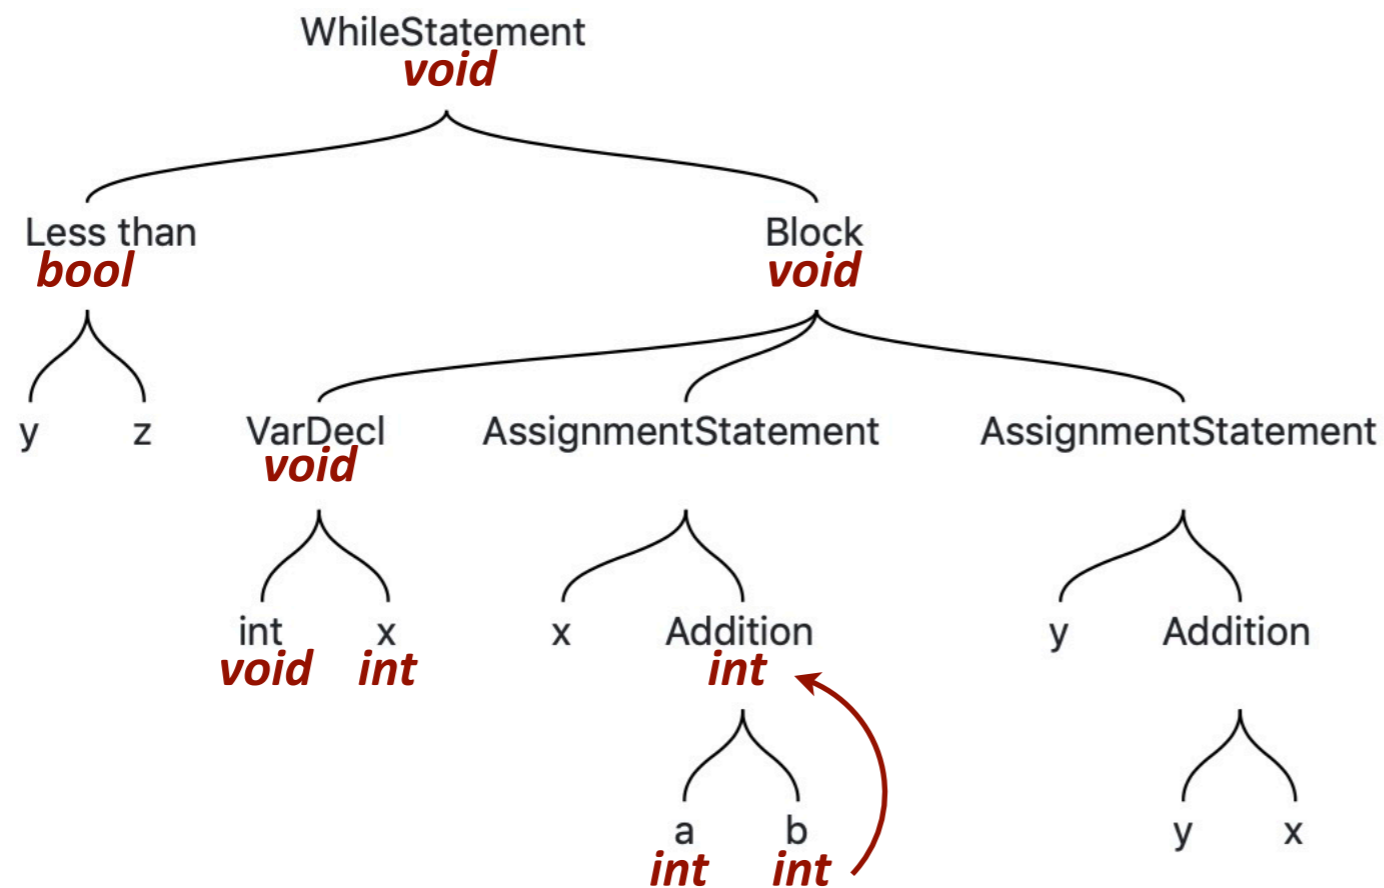 WhileStatement
void
Less than
bool
Block
void
y
z
VarDecl
void
AssignmentStatement
AssignmentStatement
int
void
x
int
x
Addition
int
y
Addition
a
int
b
int
y
x